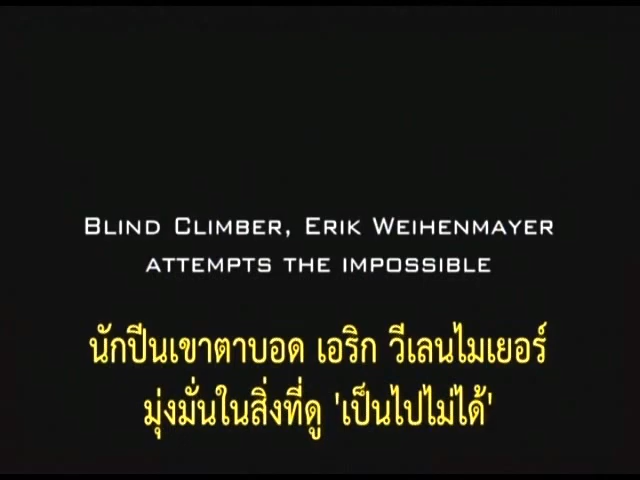 BLIND CLIMBER, ERIK WEIHENMAYER
ATTEMPTS THE IMPOSSIBLE
นักปีนเขาตาบอด เอริก วีเลนไมเยอร์
มุ่งมั่นในสิ่งที่ดู 'เป็นไปไม่ได้'